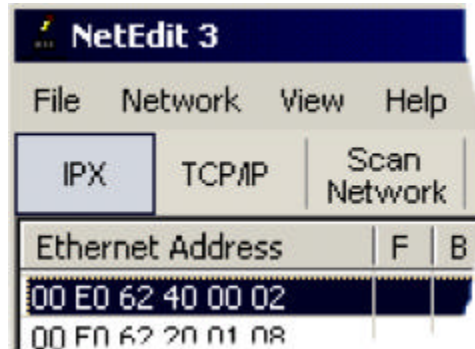 NetEdit 3
File Network View Help
IPX TCP/IP Scan Network
Ethernet Address F B
00 E0 62 40 00 02
00 E0 62 20 01 08